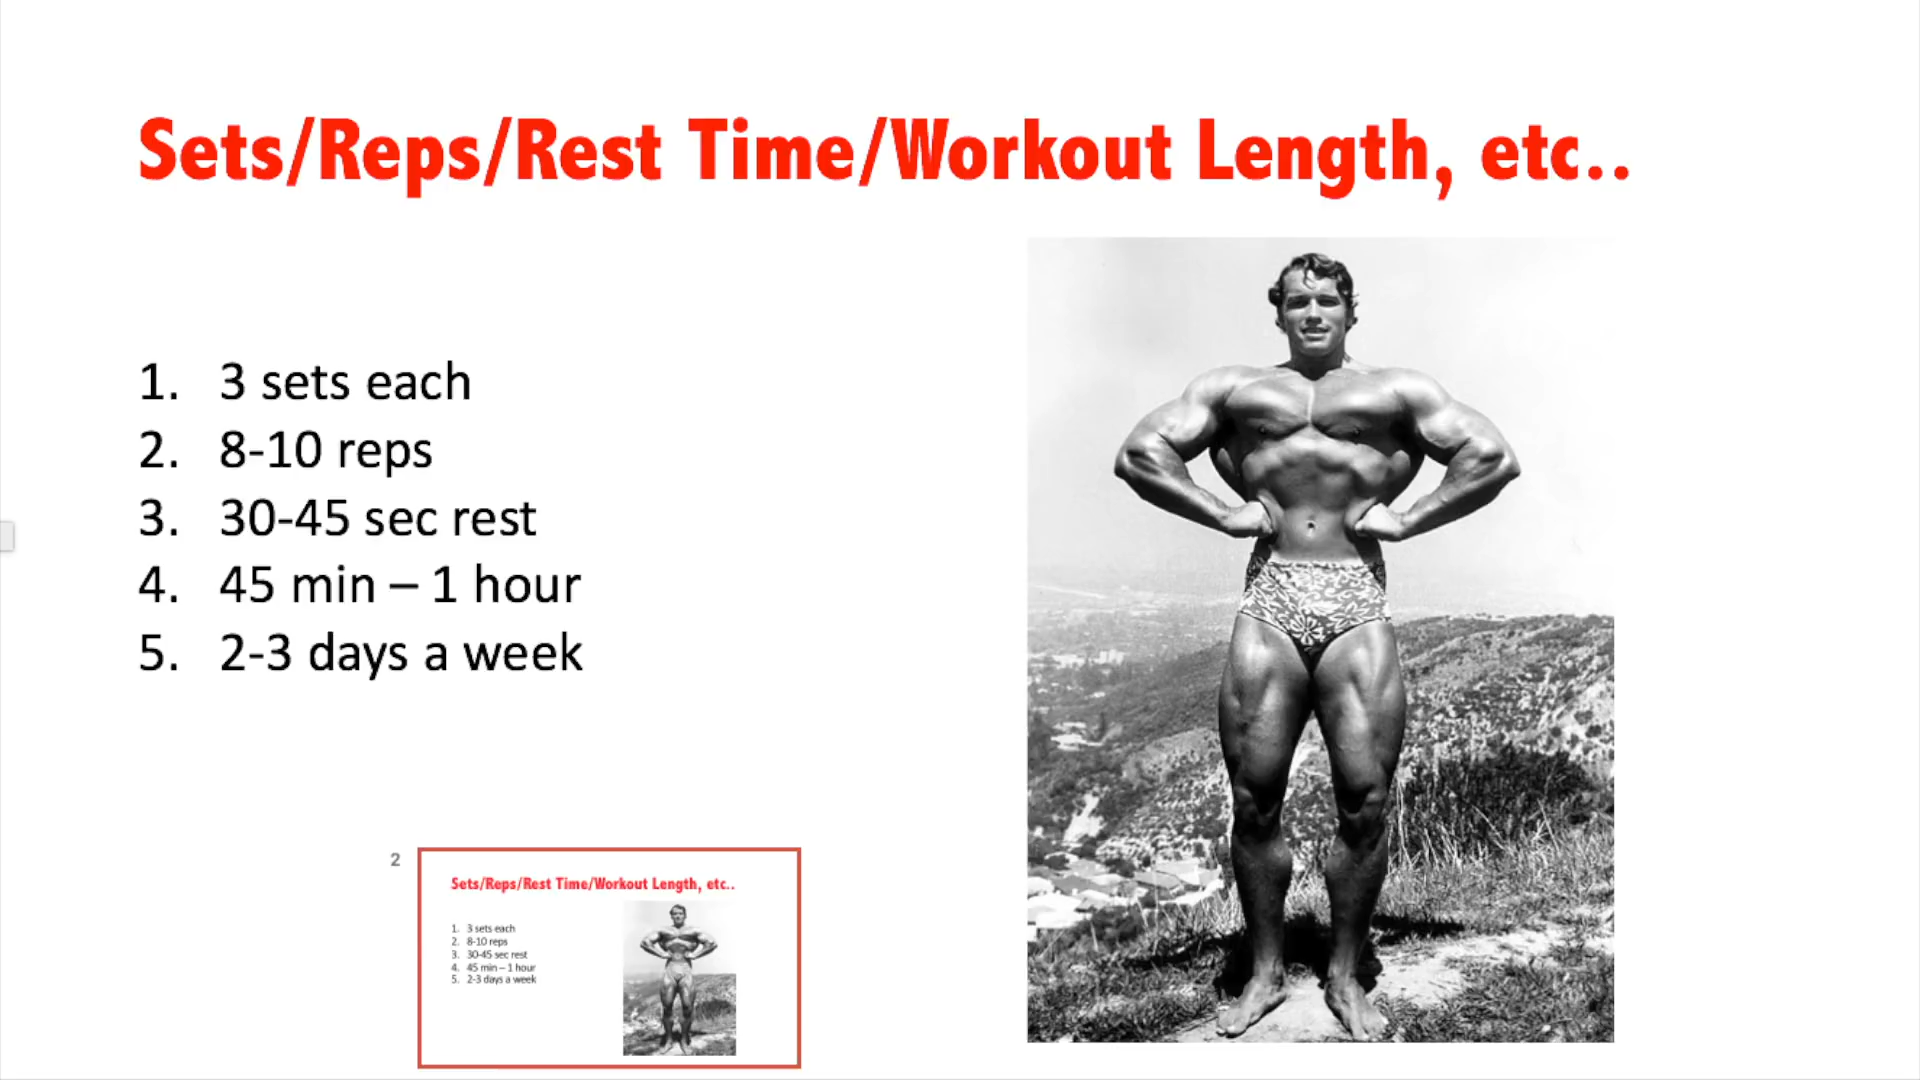 Sets/Reps/Rest Time/Workout Length, etc..
1. 3 sets each
2. 8-10 reps
3. 30-45 sec rest
4. 45 min – 1 hour
5. 2-3 days a week
2
Sets/Reps/Rest Time/Workout Length, etc..
1. 3 sets each
2. 8-10 reps
3. 30-45 sec rest
4. 45 min – 1 hour
5. 2-3 days a week